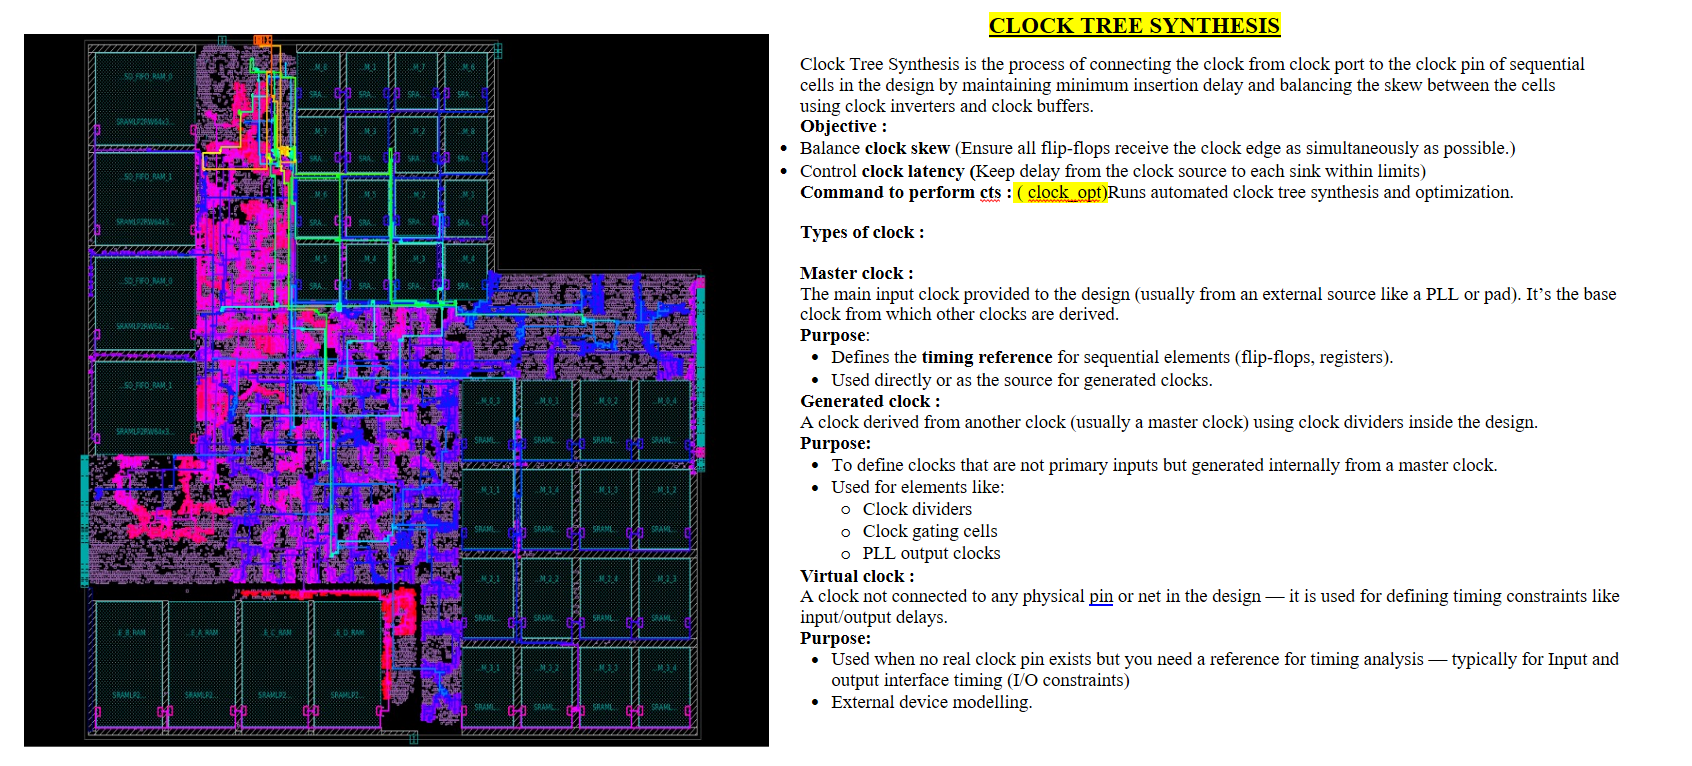 CLOCK TREE SYNTHESIS
Clock Tree Synthesis is the process of connecting the clock from clock port to the clock pin of sequential
cells in the design by maintaining minimum insertion delay and balancing the skew between the cells
using clock inverters and clock buffers.
Objective :
• Balance clock skew (Ensure all flip-flops receive the clock edge as simultaneously as possible.)
• Control clock latency (Keep delay from the clock source to each sink within limits)
Command to perform cts : ( clock_opt)Runs automated clock tree synthesis and optimization.
Types of clock :
Master clock :
The main input clock provided to the design (usually from an external source like a PLL or pad). It’s the base
clock from which other clocks are derived.
Purpose:
• Defines the timing reference for sequential elements (flip-flops, registers).
• Used directly or as the source for generated clocks.
Generated clock :
A clock derived from another clock (usually a master clock) using clock dividers inside the design.
Purpose:
• To define clocks that are not primary inputs but generated internally from a master clock.
• Used for elements like:
o Clock dividers
o Clock gating cells
o PLL output clocks
Virtual clock :
A clock not connected to any physical pin or net in the design — it is used for defining timing constraints like
input/output delays.
Purpose:
• Used when no real clock pin exists but you need a reference for timing analysis — typically for Input and
output interface timing (I/O constraints)
• External device modelling.
...SD_FIFO_RAM_0
...SD_FIFO_RAM_1
...SD_FIFO_RAM_0
...SD_FIFO_RAM_1